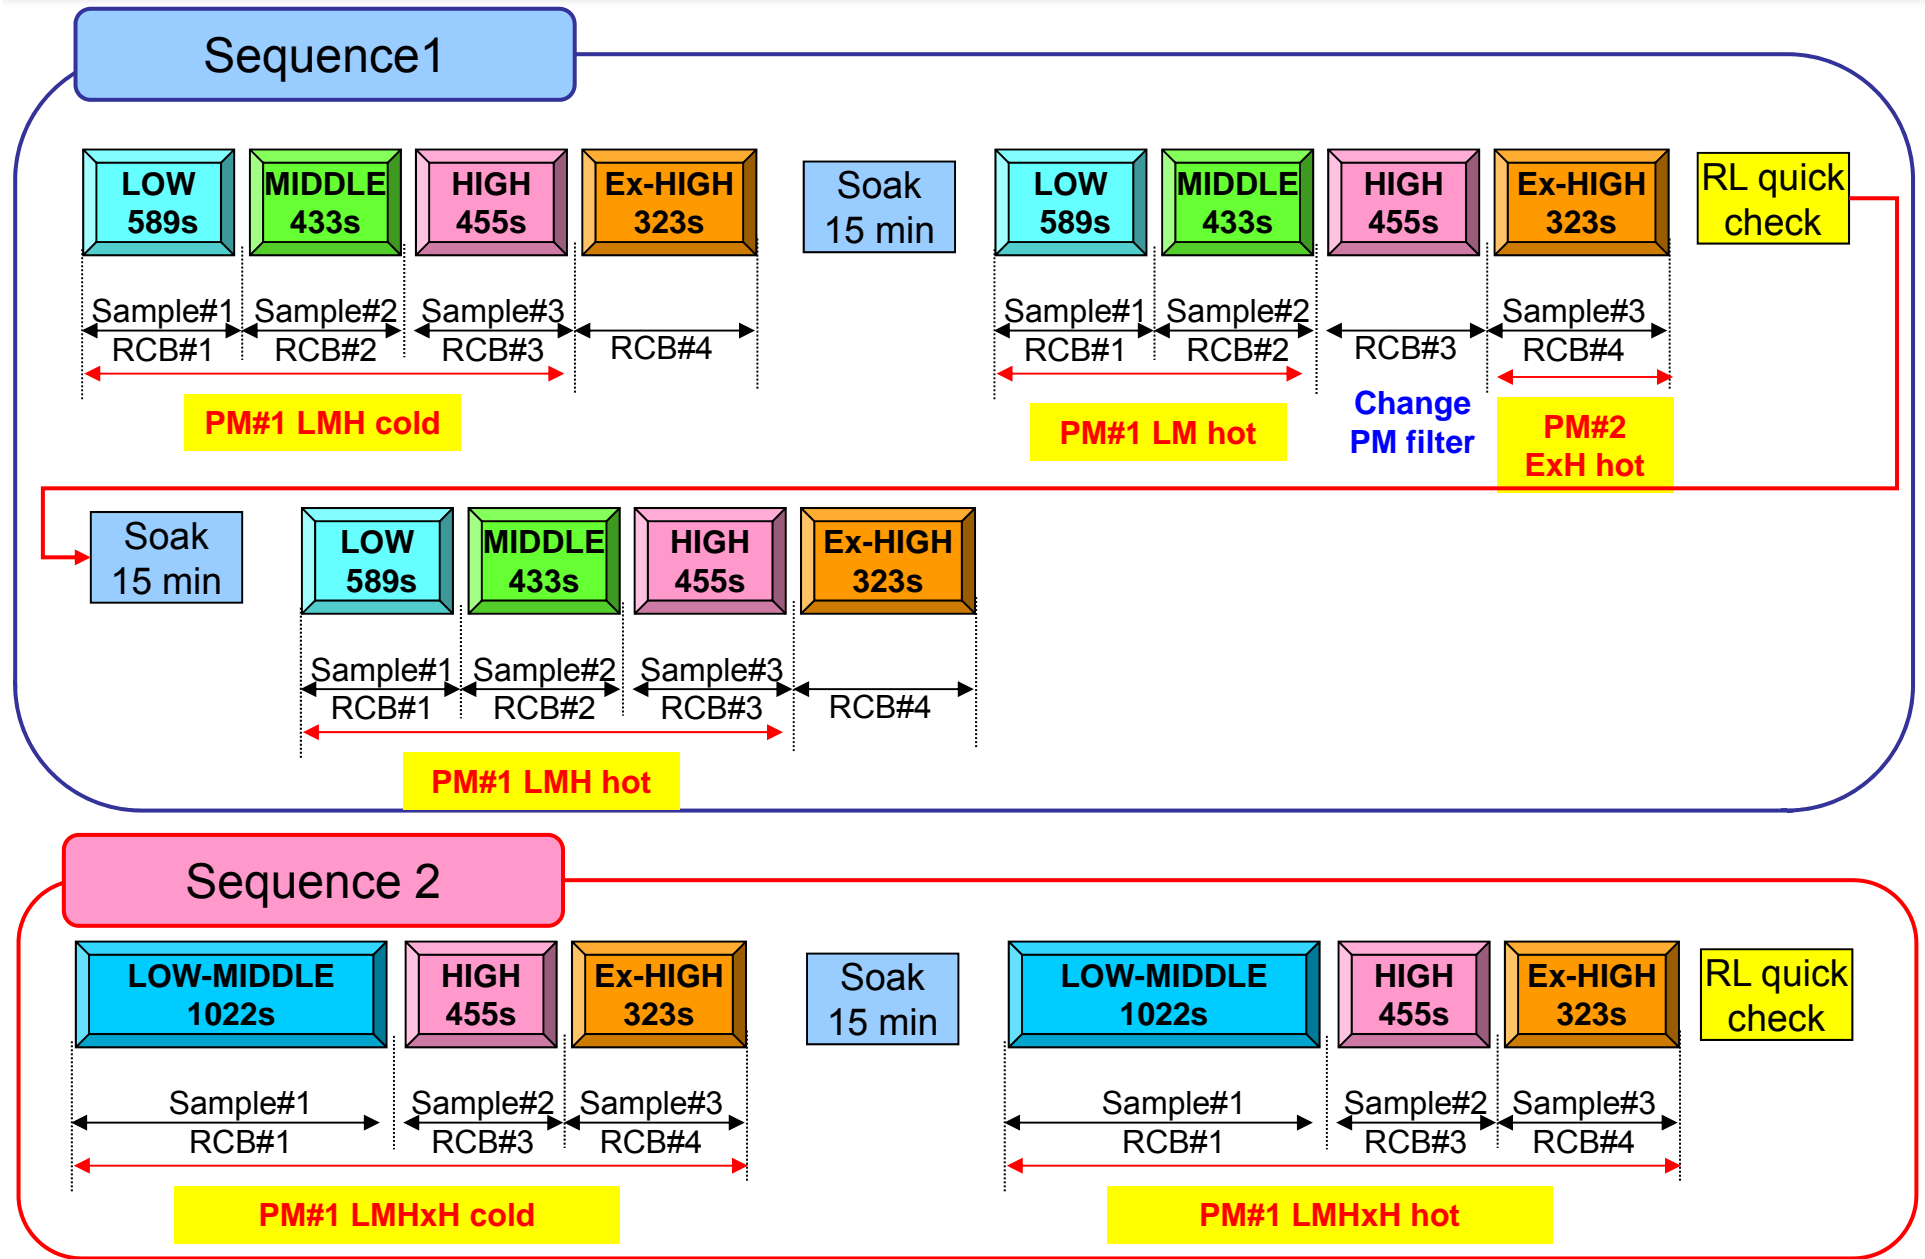 Sequence1
LOW
589s
MIDDLE
433s
HIGH
455s
Ex-HIGH
323s
Soak
15 min
LOW
589s
MIDDLE
433s
HIGH
455s
Ex-HIGH
323s
RL quick
check
Sample#1
RCB#1
Sample#2
RCB#2
Sample#3
RCB#3
RCB#4
Sample#1
RCB#1
Sample#2
RCB#2
RCB#3
Sample#3
RCB#4
PM#1 LMH cold
PM#1 LM hot
Change
PM filter
PM#2
ExH hot
Soak
15 min
LOW
589s
MIDDLE
433s
HIGH
455s
Ex-HIGH
323s
Sample#1
RCB#1
Sample#2
RCB#2
Sample#3
RCB#3
RCB#4
PM#1 LMH hot
Sequence 2
LOW-MIDDLE
1022s
HIGH
455s
Ex-HIGH
323s
Soak
15 min
LOW-MIDDLE
1022s
HIGH
455s
Ex-HIGH
323s
RL quick
check
Sample#1
RCB#1
Sample#2
RCB#3
Sample#3
RCB#4
Sample#1
RCB#1
Sample#2
RCB#3
Sample#3
RCB#4
PM#1 LMHxH cold
PM#1 LMHxH hot